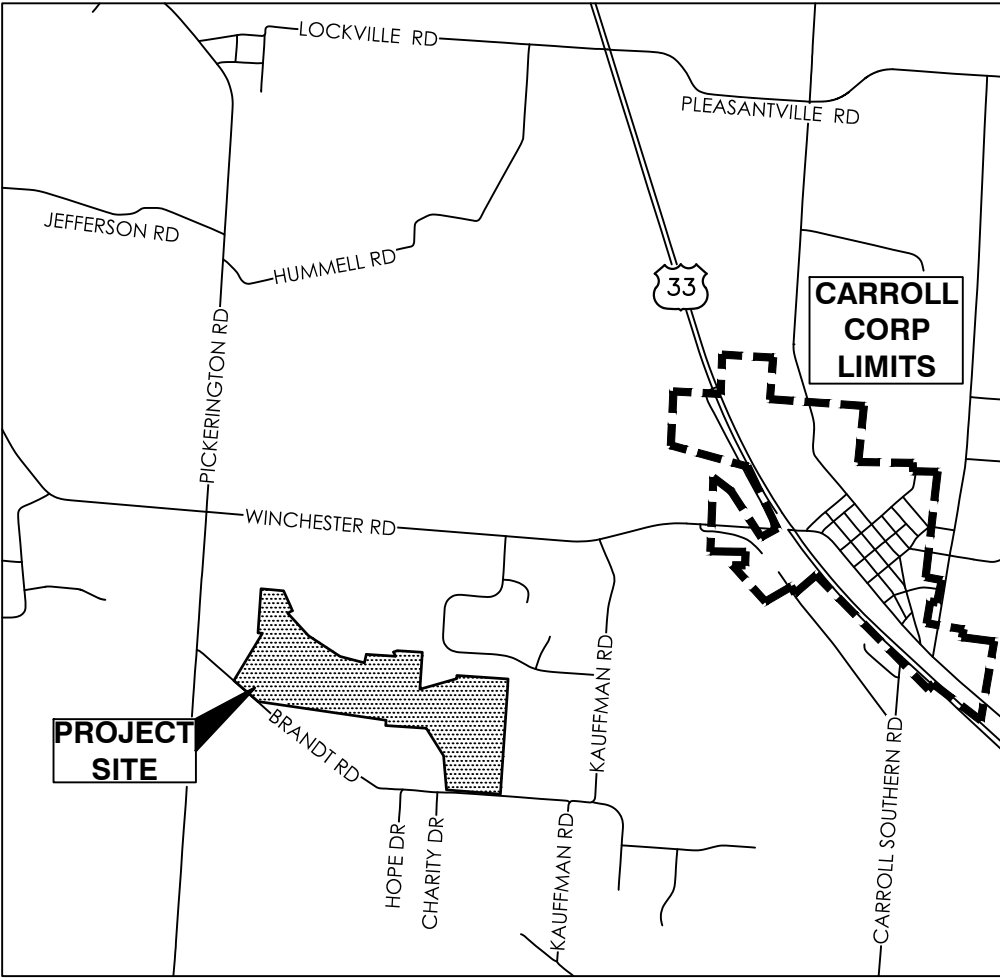 LOCKVILLE RD
PLEASANTVILLE RD
JEFFERSON RD
HUMMELL RD
33
CARROLL
CORP
LIMITS
PICKERINGTON RD
WINCHESTER RD
KAUFFMAN RD
PROJECT
SITE
BRANDT RD
HOPE DR
CHARITY DR
KAUFFMAN RD
CARROLL SOUTHERN RD